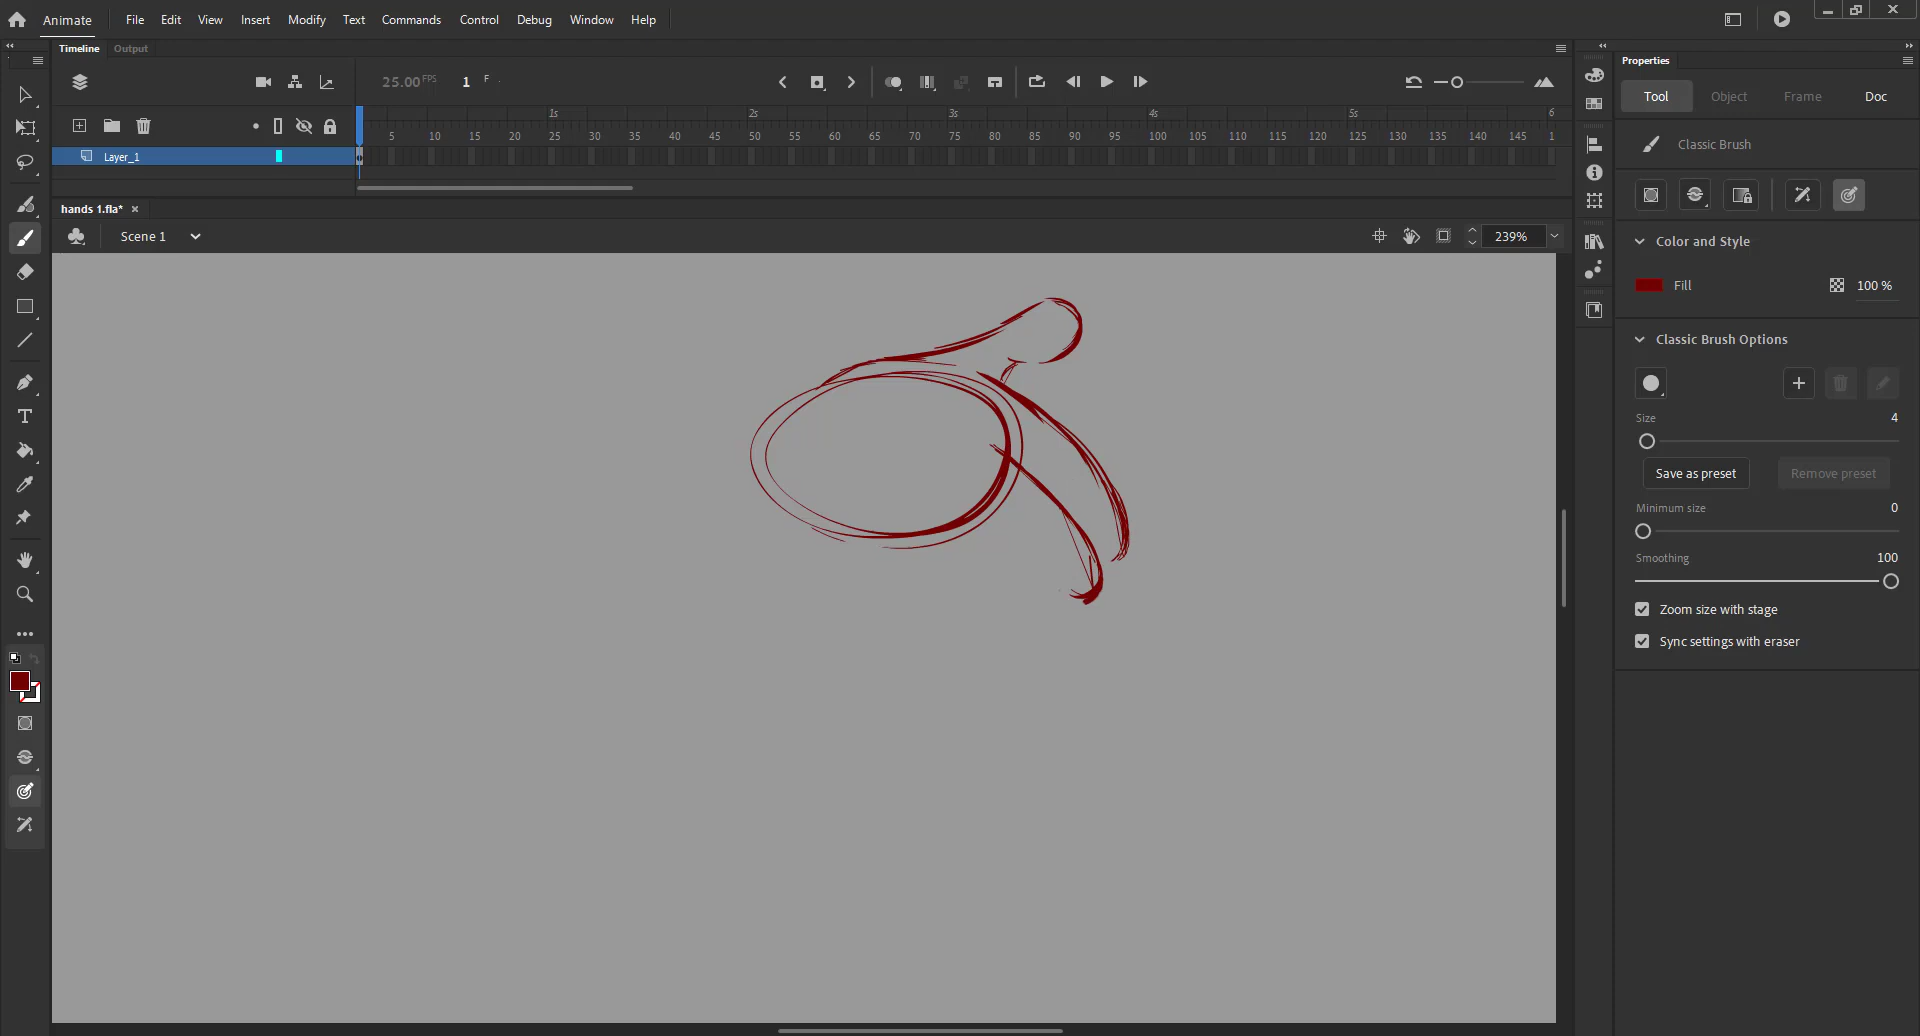 Animate File Edit View Insert Modify Text Commands Control Debug Window Help
Timeline Output
25.00 FPS 1 F
1s 2s 3s 4s 5s 6
5 10 15 20 25 30 35 40 45 50 55 60 65 70 75 80 85 90 95 100 105 110 115 120 125 130 135 140 145 1
Layer_1
hands 1.fla*
Scene 1 239%
Properties
Tool Object Frame Doc
Classic Brush
Color and Style
Fill 100 %
Classic Brush Options
Size 4
Save as preset Remove preset
Minimum size 0
Smoothing 100
Zoom size with stage
Sync settings with eraser